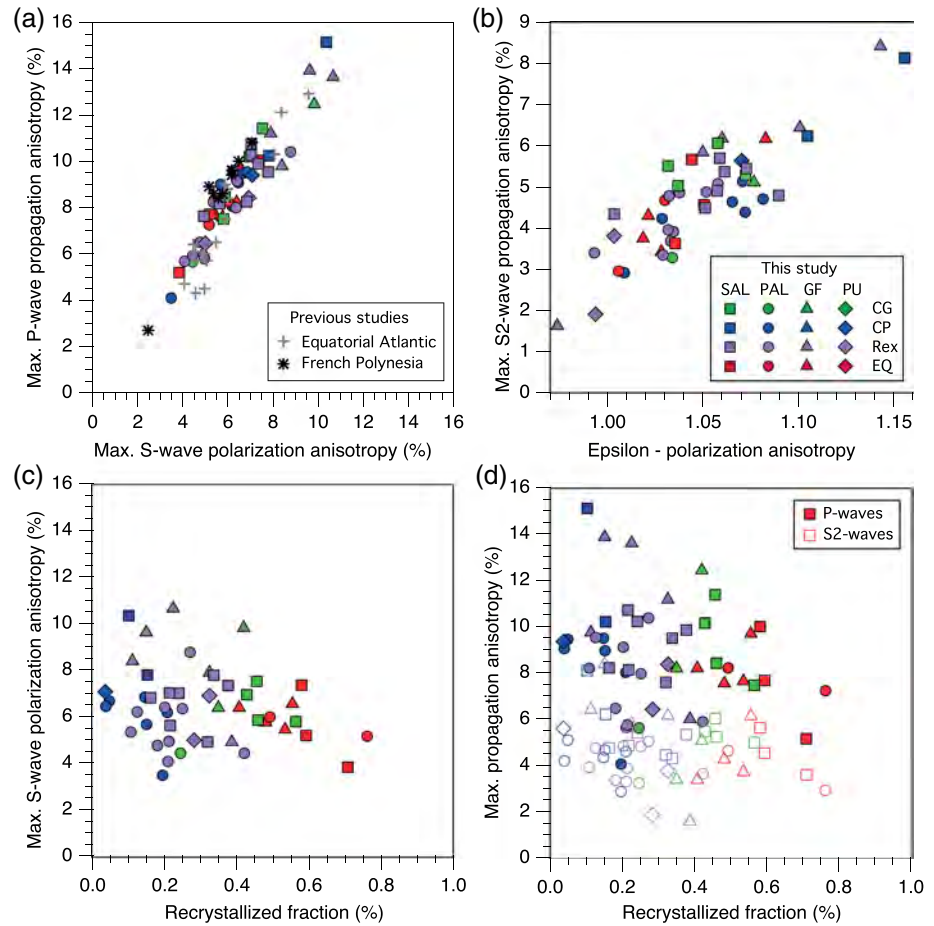 (a)
16
14
12
10
8
6
4
2
0
Max. P-wave propagation anisotropy (%)
0 2 4 6 8 10 12 14 16
Max. S-wave polarization anisotropy (%)
Previous studies
Equatorial Atlantic
French Polynesia
(b)
9
8
7
6
5
4
3
2
1
0
Max. S2-wave propagation anisotropy (%)
1.00 1.05 1.10 1.15
Epsilon - polarization anisotropy
This study
SAL PAL GF PU
CG
CP
Rex
EQ
(c)
16
14
12
10
8
6
4
2
0
Max. S-wave polarization anisotropy (%)
0.0 0.2 0.4 0.6 0.8 1.0
Recrystallized fraction (%)
(d)
16
14
12
10
8
6
4
2
0
Max. propagation anisotropy (%)
0.0 0.2 0.4 0.6 0.8 1.0
Recrystallized fraction (%)
P-waves
S2-waves